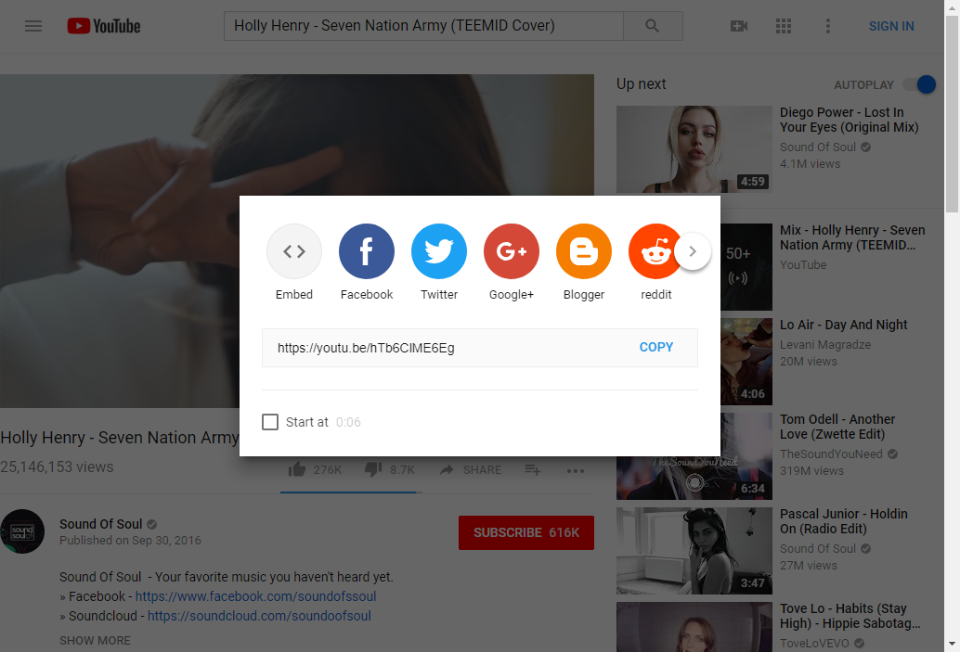 YouTube
Holly Henry - Seven Nation Army (TEEMID Cover)
SIGN IN
Up next
AUTOPLAY
Diego Power - Lost In
Your Eyes (Original Mix)
Sound Of Soul
4.1M views
4:59
Mix - Holly Henry - Seven
Nation Army (TEEMID…
YouTube
50+
Lo Air - Day And Night
Levani Magradze
20M views
4:06
Tom Odell - Another
Love (Zwette Edit)
TheSoundYouNeed
319M views
TheSoundYouNeed
6:34
Pascal Junior - Holdin
On (Radio Edit)
Sound Of Soul
27M views
3:47
Tove Lo - Habits (Stay
High) - Hippie Sabotag…
ToveLoVEVO
Embed
Facebook
Twitter
Google+
Blogger
reddit
https://youtu.be/hTb6ClME6Eg
COPY
Start at 0:06
Holly Henry - Seven Nation Army
25,146,153 views
276K
8.7K
SHARE
sound
soul
Sound Of Soul
Published on Sep 30, 2016
SUBSCRIBE 616K
Sound Of Soul - Your favorite music you haven't heard yet.
» Facebook - https://www.facebook.com/soundofssoul
» Soundcloud - https://soundcloud.com/soundoofsoul
SHOW MORE